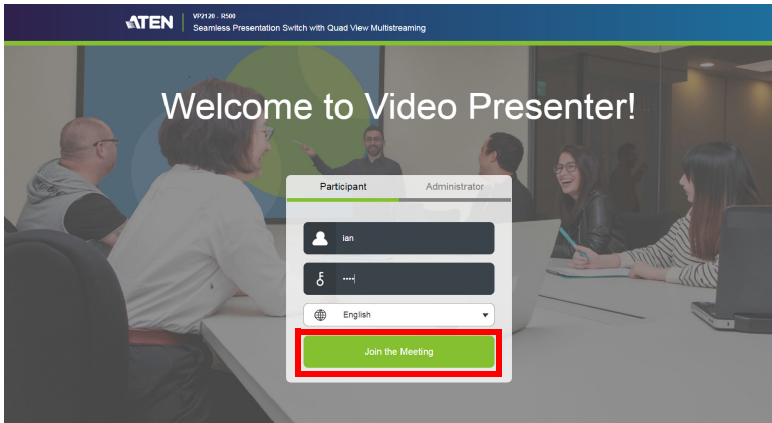 ATEN
VP2120 - R500
Seamless Presentation Switch with Quad View Multistreaming
Welcome to Video Presenter!
Participant
Administrator
ian
••••
English
Join the Meeting